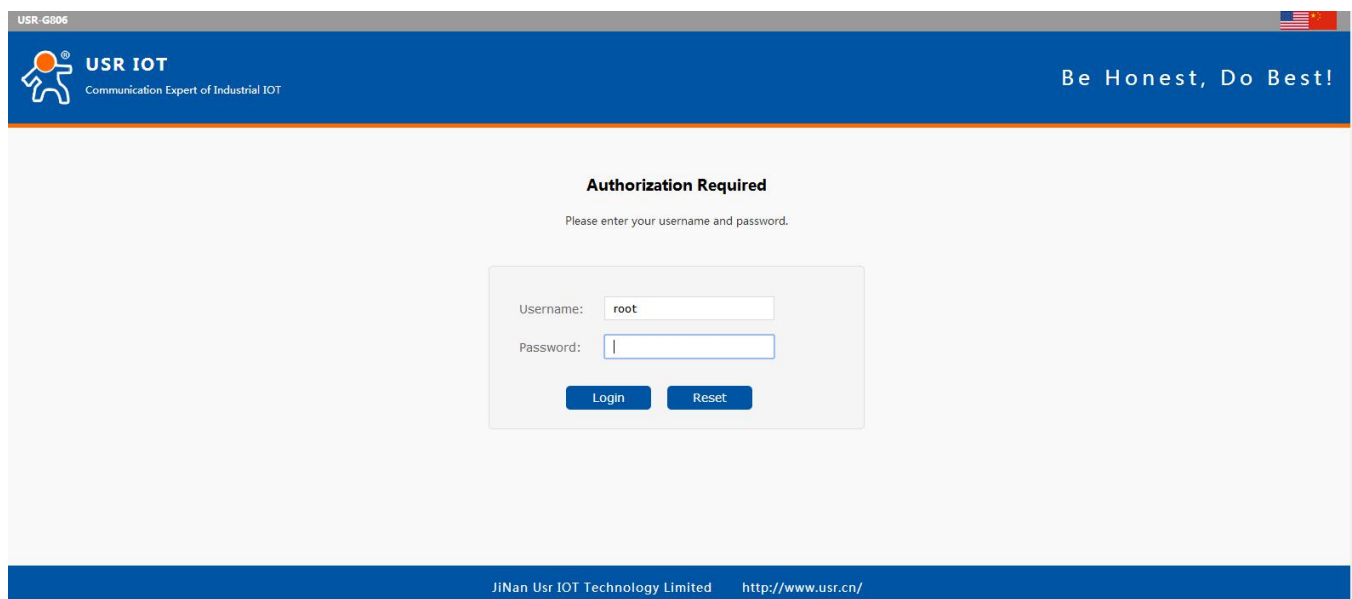 USR-G806
®
USR IOT
Communication Expert of Industrial IOT
Be Honest, Do Best!
Authorization Required
Please enter your username and password.
Username: root
Password:
Login Reset
JiNan Usr IOT Technology Limited http://www.usr.cn/